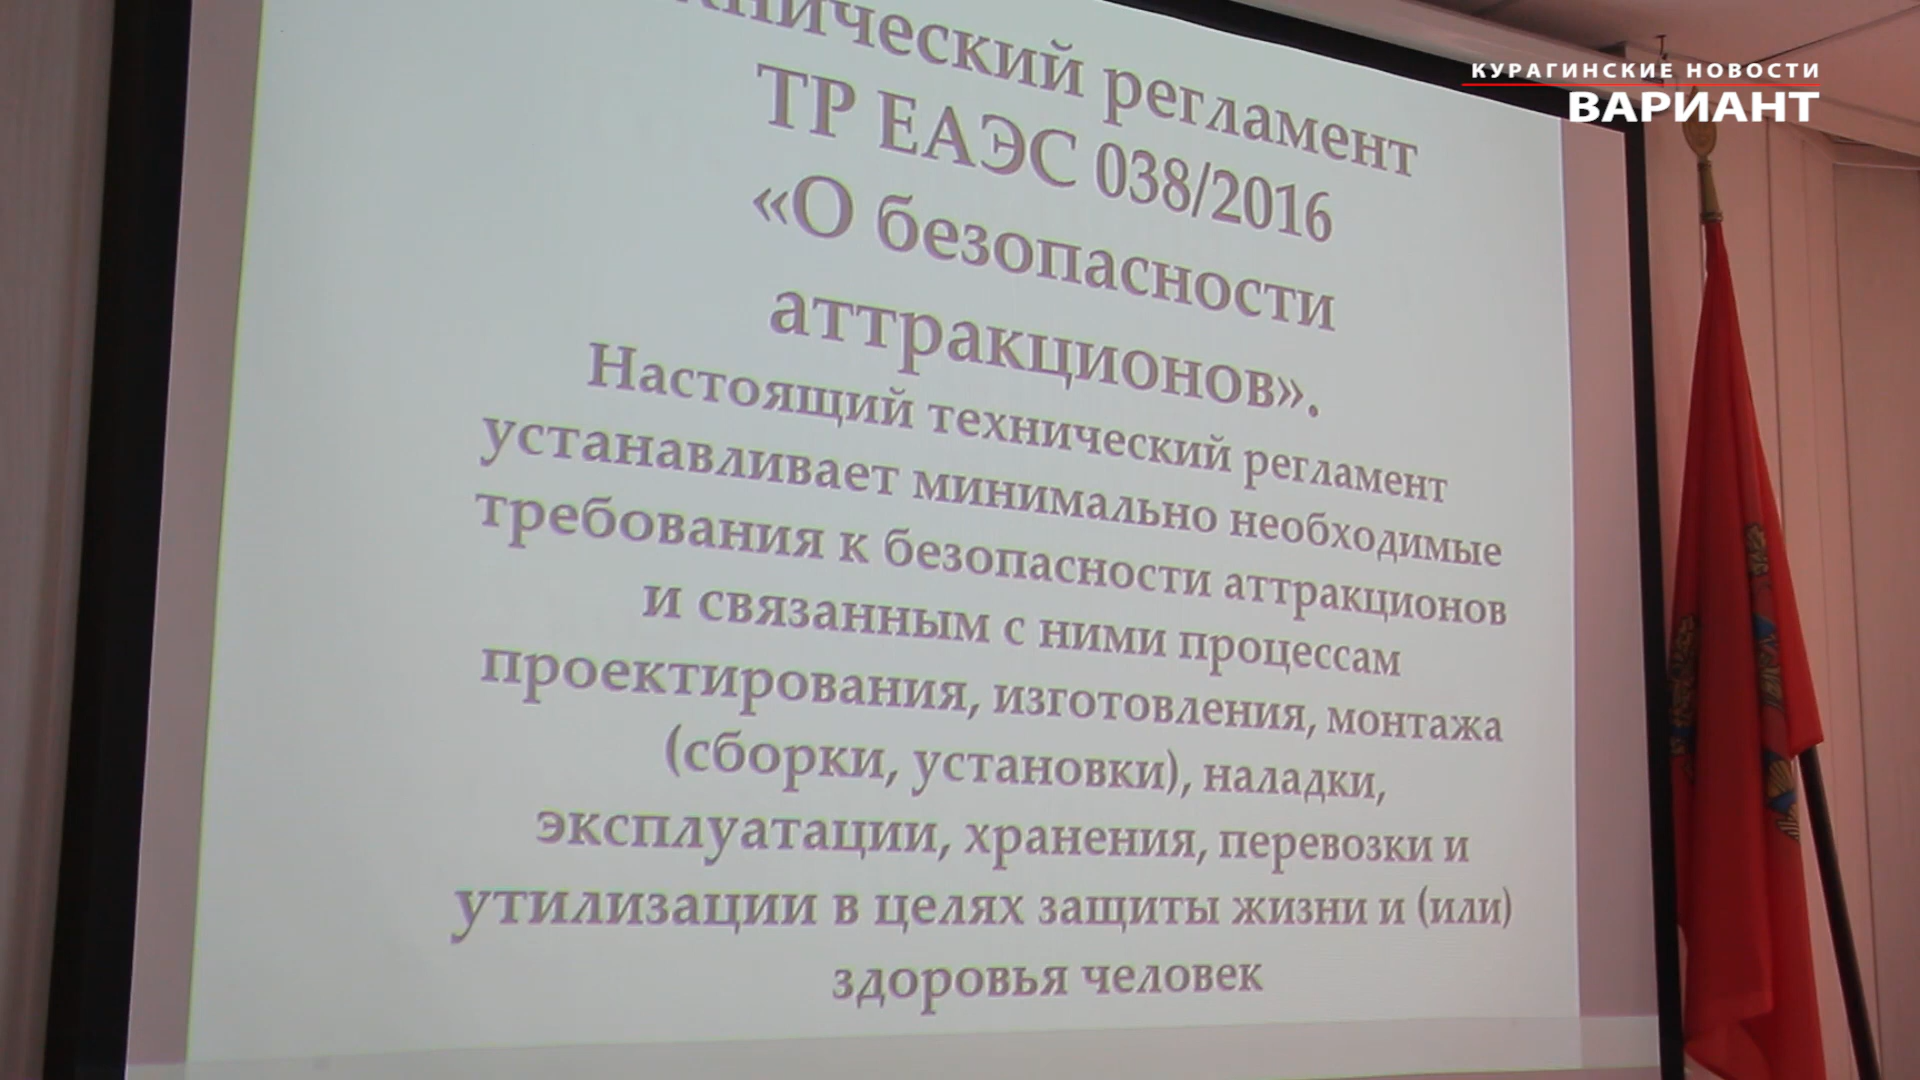 КУРАГИНСКИЕ НОВОСТИ
ВАРИАНТ
регламент
ТР ЕАЭС 038/2016
«О безопасности
аттракционов».
Настоящий технический регламент
устанавливает минимально необходимые
требования к безопасности аттракционов
и связанным с ними процессам
проектирования, изготовления, монтажа
(сборки, установки), наладки,
эксплуатации, хранения, перевозки и
утилизации в целях защиты жизни и (или)
здоровья человек